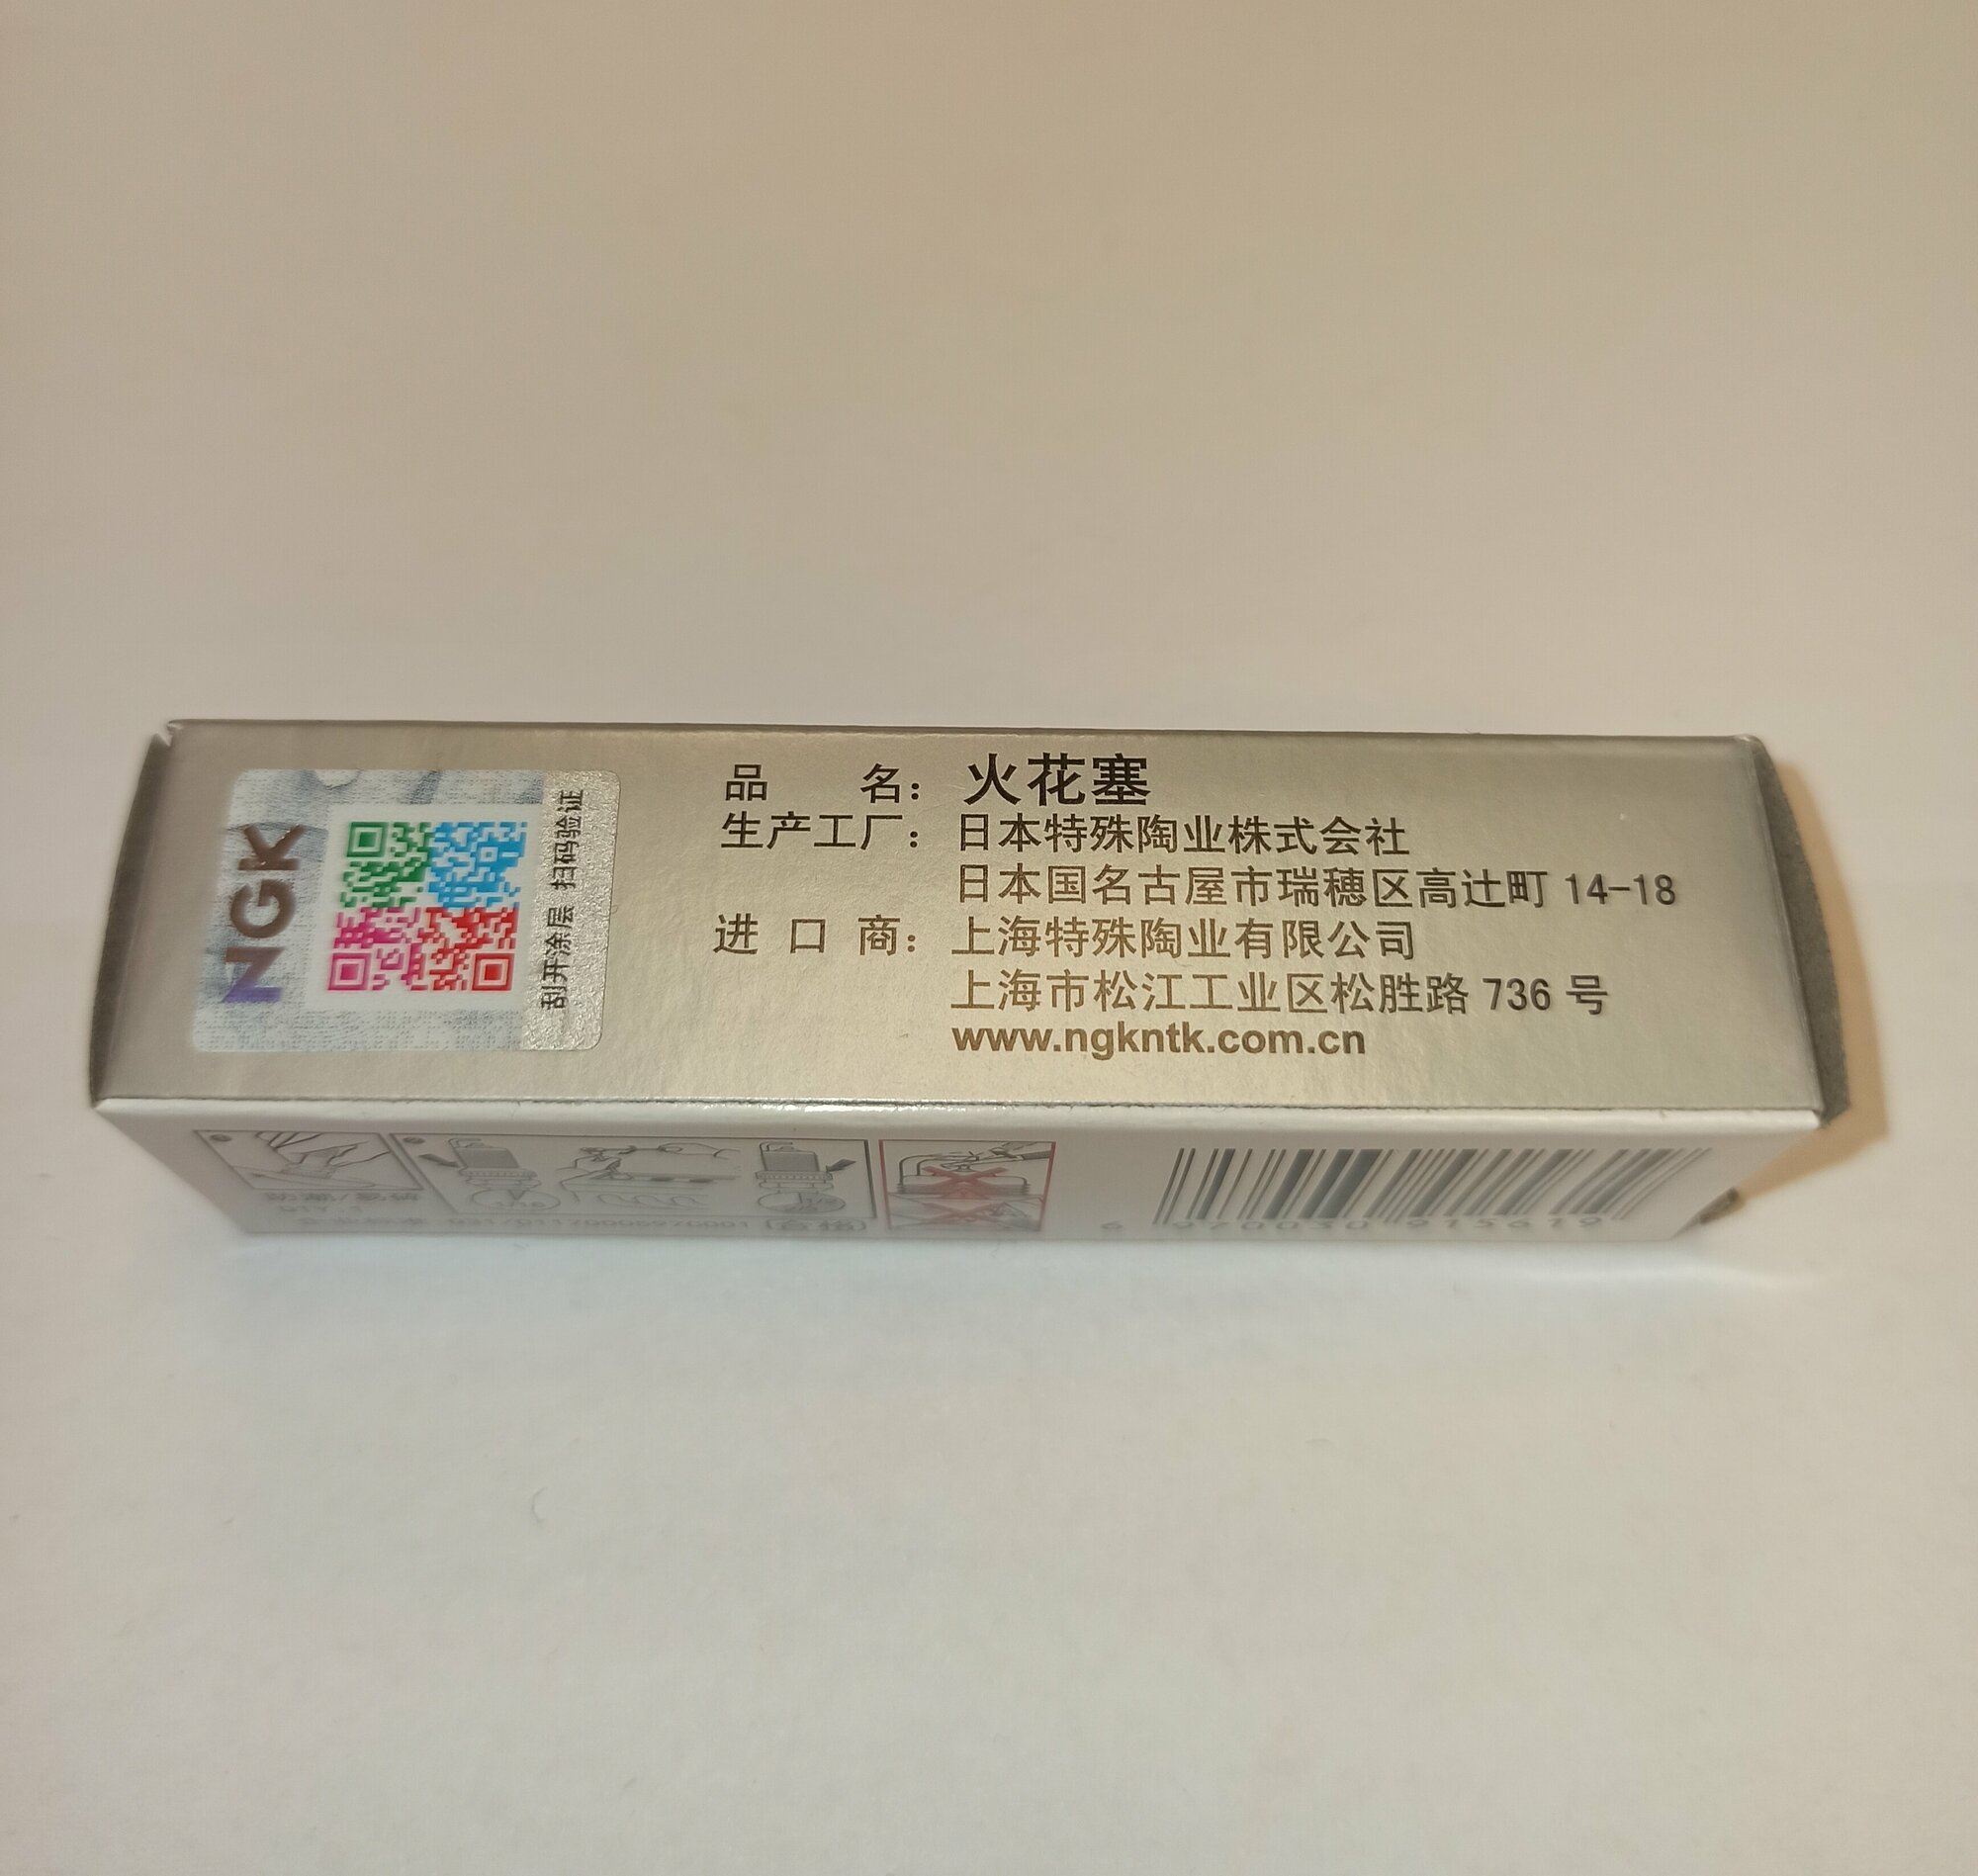 NGK
刮开涂层 扫码验证
品 名： 火花塞
生产工厂： 日本特殊陶业株式会社
日本国名古屋市瑞穂区高辻町 14-18
进 口 商： 上海特殊陶业有限公司
上海市松江工业区松胜路 736 号
www.ngkntk.com.cn
QTY.1